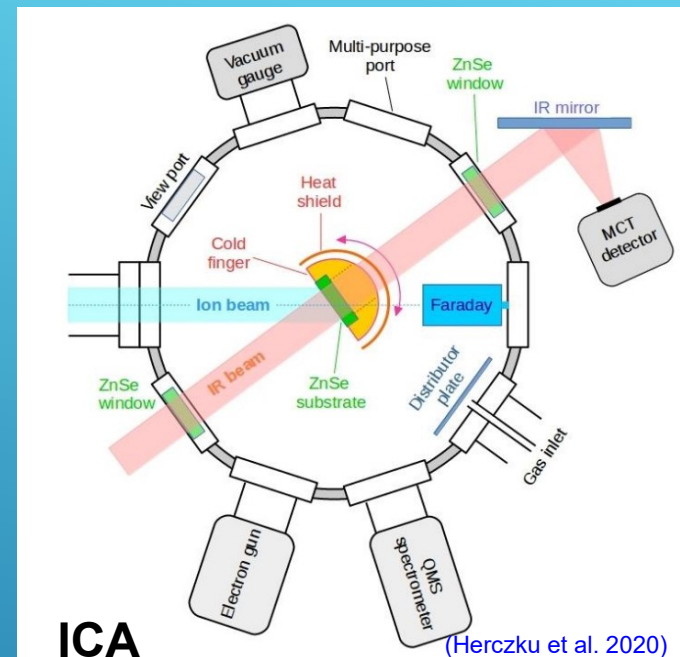 Vacuum
gauge
Multi-purpose
port
ZnSe
window
IR mirror
View port
Heat
shield
MCT
detector
Cold
finger
Ion beam
Faraday
IR beam
ZnSe
window
ZnSe
substrate
Distributor
plate
Gas inlet
Electron gun
QMS
spectrometer
ICA
(Herczku et al. 2020)